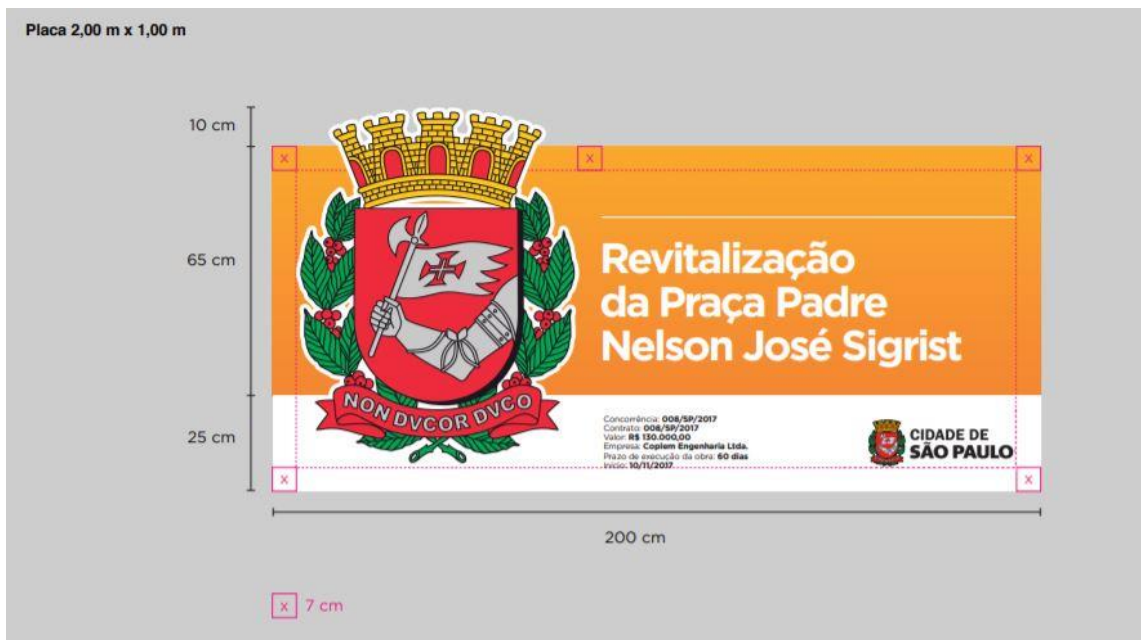 Placa 2,00 m x 1,00 m
10 cm
x
x
x
65 cm
Revitalização
da Praça Padre
Nelson José Sigrist
NON DVCOR DVCO
25 cm
Concorrência: 008/SP/2017
Contrato: 008/SP/2017
Valor: R$ 130.000,00
Empresa: Coplem Engenharia Ltda.
Prazo de execução da obra: 60 dias
Início: 10/11/2017
CIDADE DE
SÃO PAULO
x
x
200 cm
x 7 cm